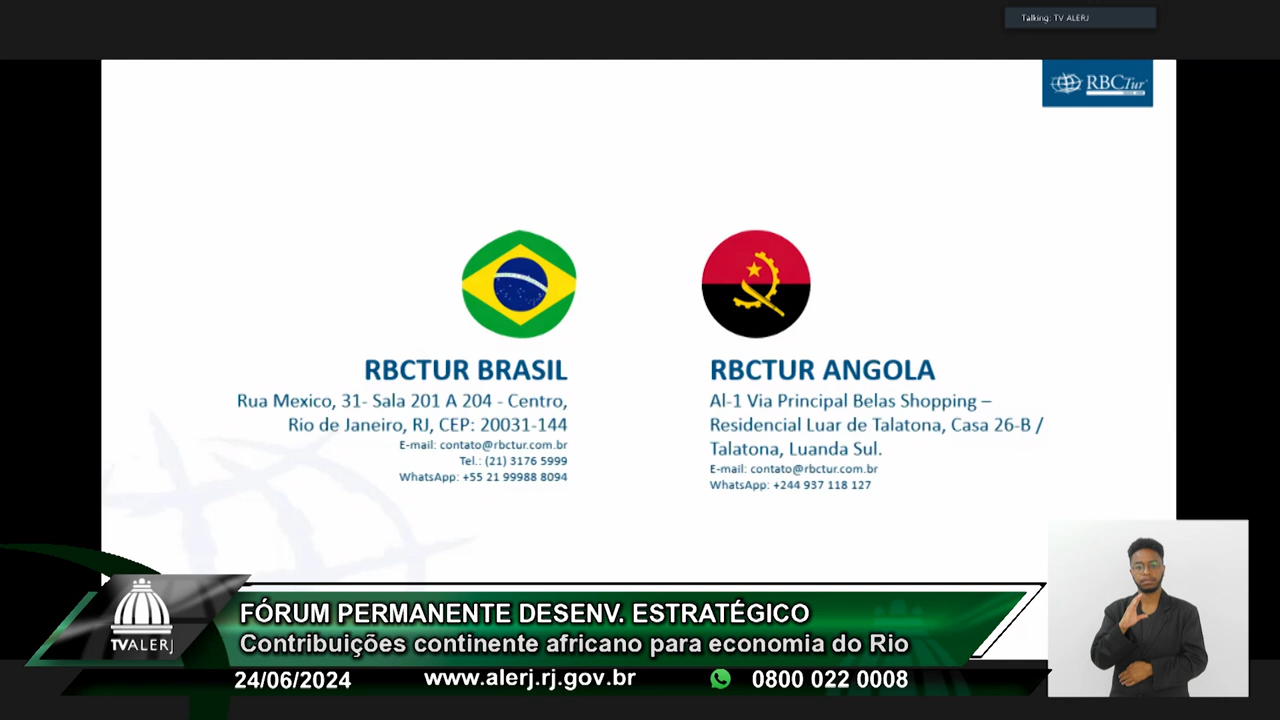 Talking: TV ALERJ
RBCTur
RBCTUR BRASIL
Rua Mexico, 31- Sala 201 A 204 - Centro,
Rio de Janeiro, RJ, CEP: 20031-144
E-mail: contato@rbctur.com.br
Tel.: (21) 3176 5999
WhatsApp: +55 21 99988 8094
RBCTUR ANGOLA
Al-1 Via Principal Belas Shopping –
Residencial Luar de Talatona, Casa 26-B /
Talatona, Luanda Sul.
E-mail: contato@rbctur.com.br
WhatsApp: +244 937 118 127
TVALERJ
FÓRUM PERMANENTE DESENV. ESTRATÉGICO
Contribuições continente africano para economia do Rio
24/06/2024
www.alerj.rj.gov.br
0800 022 0008